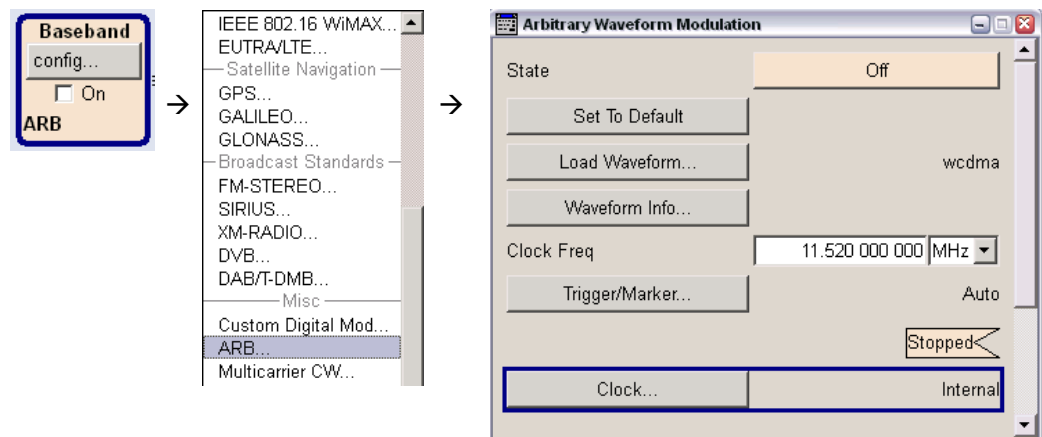 Baseband
config...
On
ARB
→
IEEE 802.16 WiMAX...
EUTRA/LTE...
Satellite Navigation
GPS...
GALILEO...
GLONASS...
Broadcast Standards
FM-STEREO...
SIRIUS...
XM-RADIO...
DVB...
DAB/T-DMB...
Misc
Custom Digital Mod...
ARB...
Multicarrier CW...
→
Arbitrary Waveform Modulation
State Off
Set To Default
Load Waveform... wcdma
Waveform Info...
Clock Freq 11.520 000 000 MHz
Trigger/Marker... Auto
Stopped
Clock... Internal